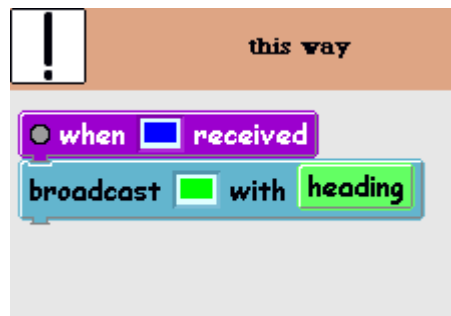 !
this way
when received
broadcast with heading